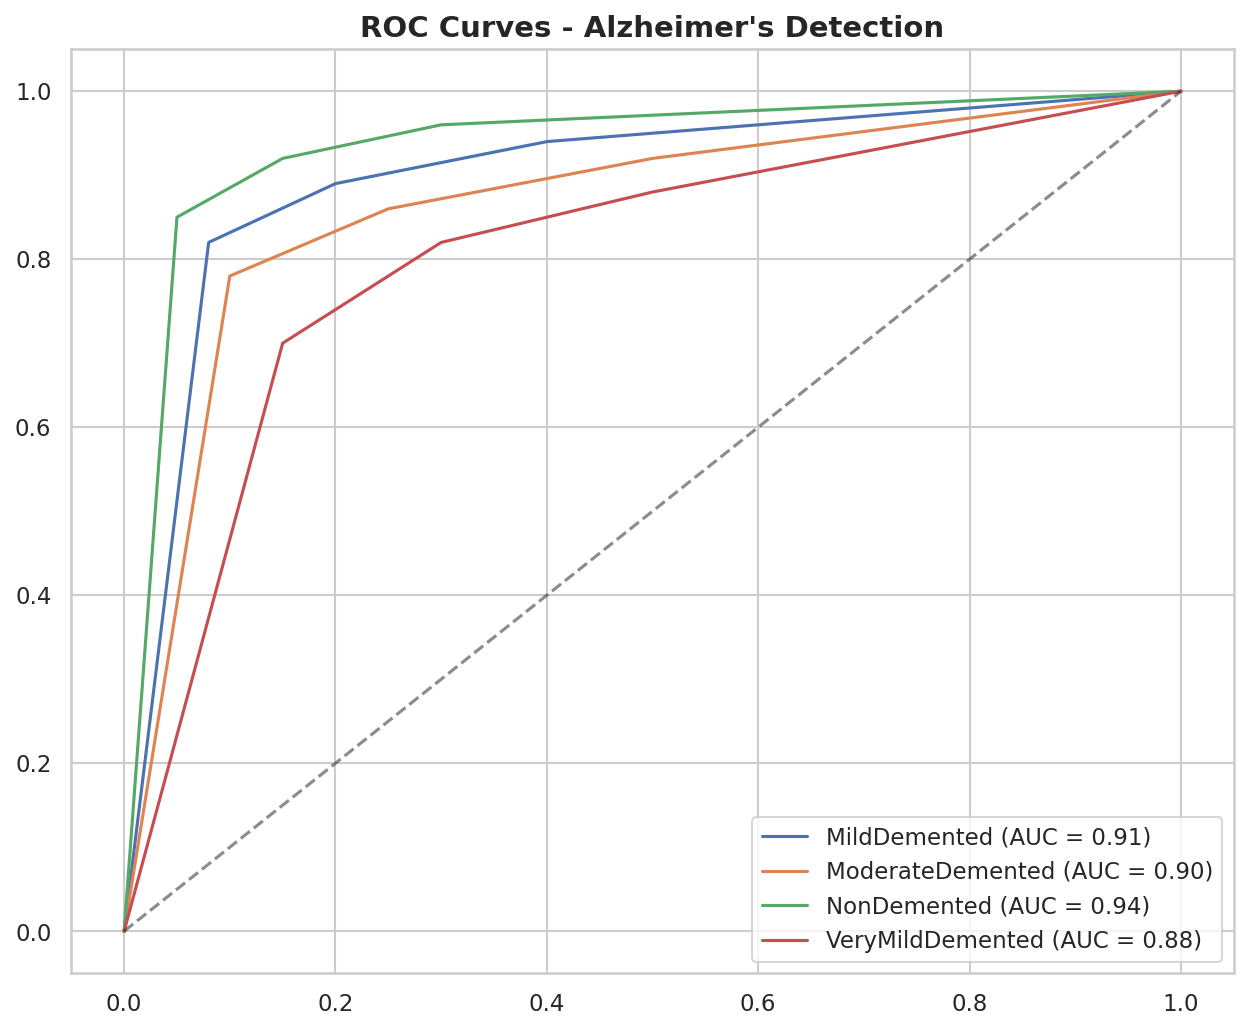 ROC Curves - Alzheimer's Detection
1.0
0.8
0.6
0.4
0.2
0.0
MildDemented (AUC = 0.91)
ModerateDemented (AUC = 0.90)
NonDemented (AUC = 0.94)
VeryMildDemented (AUC = 0.88)
0.0 0.2 0.4 0.6 0.8 1.0